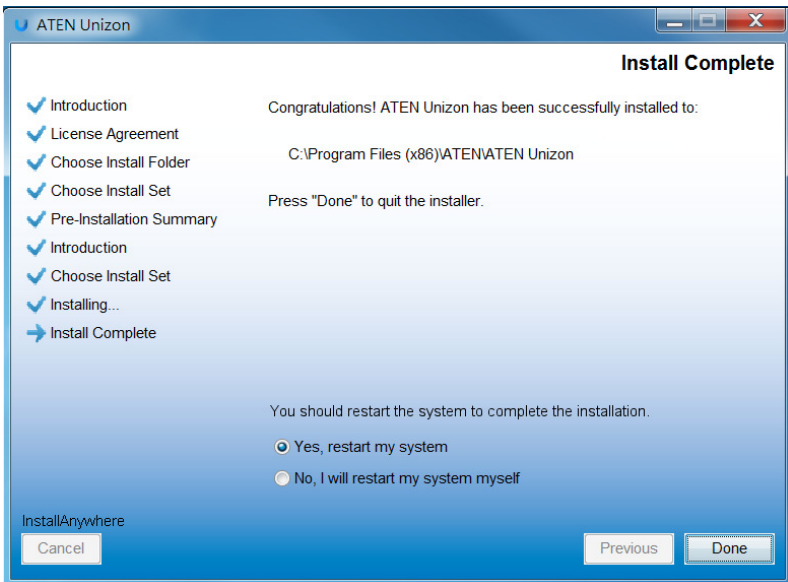 ATEN Unizon
Install Complete
Introduction
License Agreement
Choose Install Folder
Choose Install Set
Pre-Installation Summary
Introduction
Choose Install Set
Installing...
Install Complete
Congratulations! ATEN Unizon has been successfully installed to:
C:\Program Files (x86)\ATEN\ATEN Unizon
Press "Done" to quit the installer.
You should restart the system to complete the installation.
Yes, restart my system
No, I will restart my system myself
InstallAnywhere
Cancel
Previous
Done